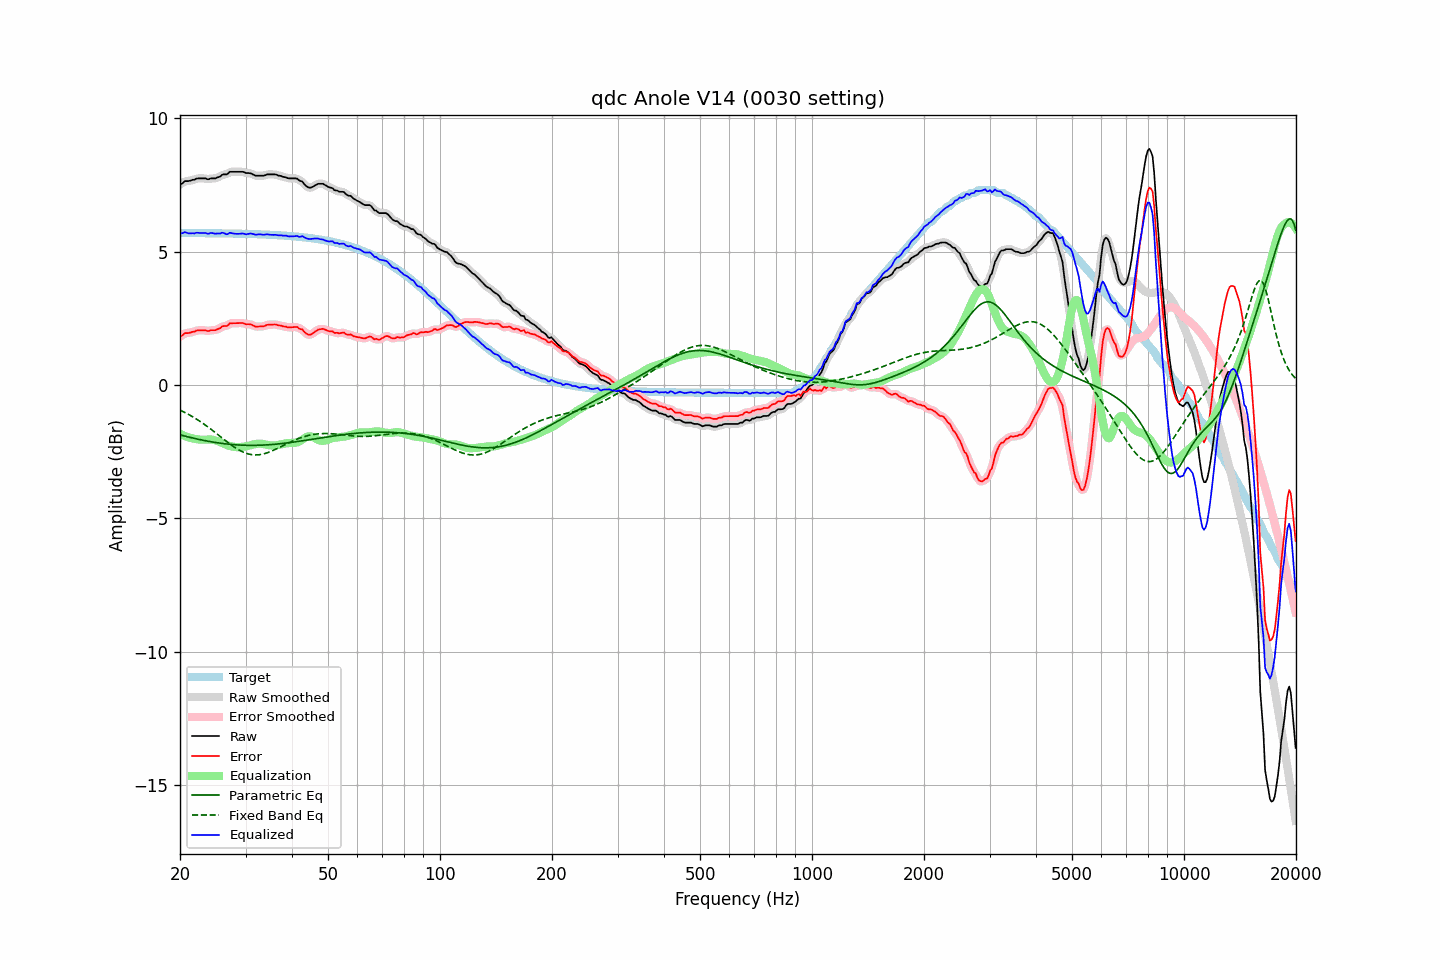 qdc Anole V14 (0030 setting)
10
5
0
−5
−10
−15
Amplitude (dBr)
Target
Raw Smoothed
Error Smoothed
Raw
Error
Equalization
Parametric Eq
Fixed Band Eq
Equalized
20
50
100
200
500
1000
2000
5000
10000
20000
Frequency (Hz)